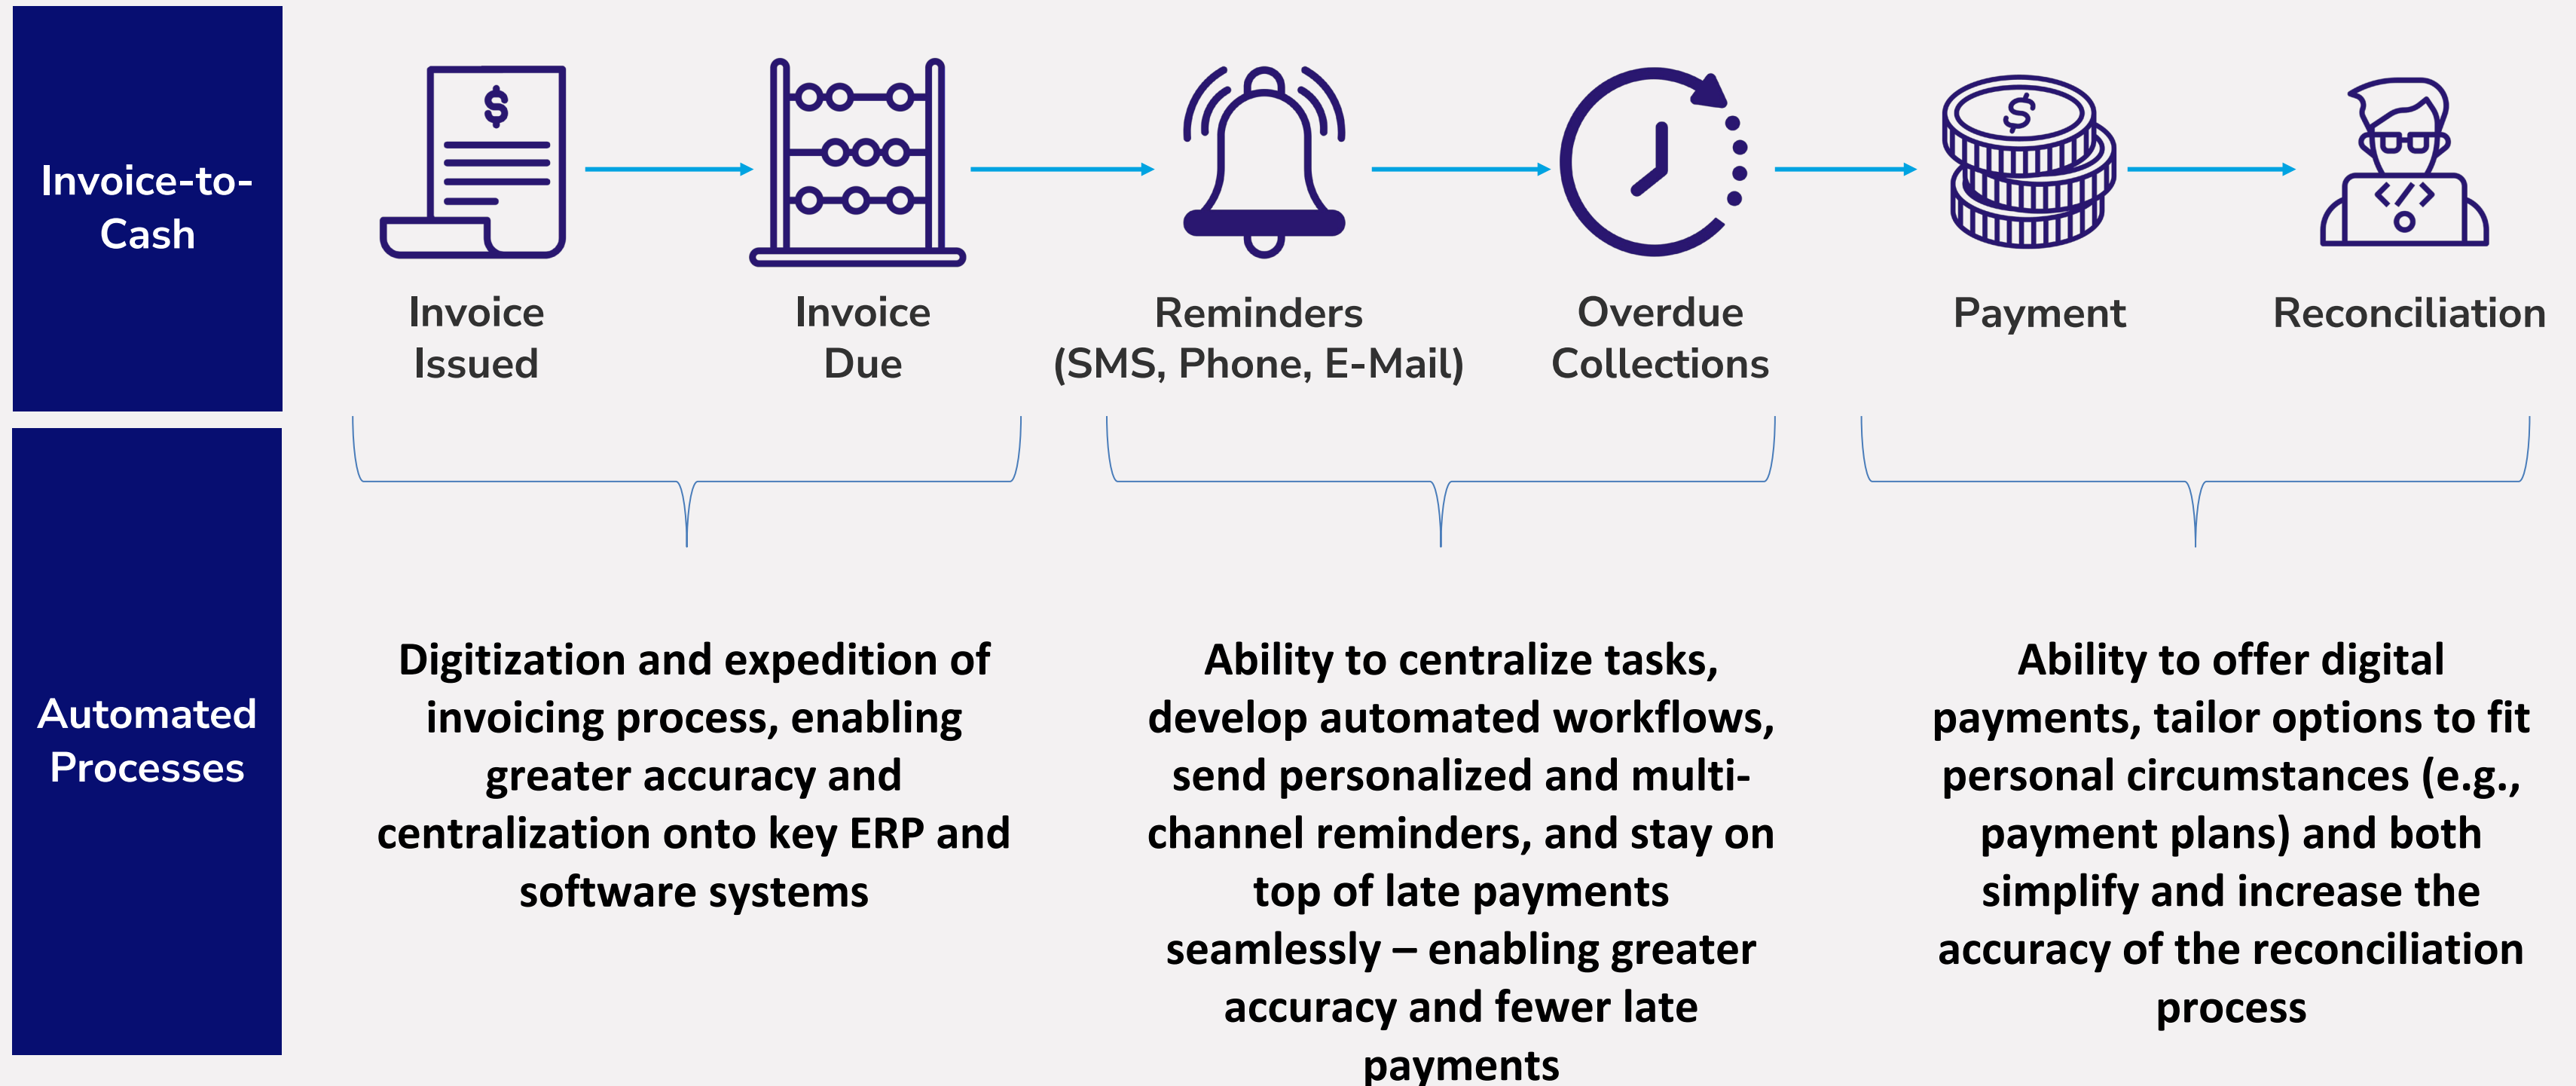 Invoice-to-
Cash
Invoice
Issued
Invoice
Due
Reminders
(SMS, Phone, E-Mail)
Overdue
Collections
Payment
Reconciliation
Automated
Processes
Digitization and expedition of
invoicing process, enabling
greater accuracy and
centralization onto key ERP and
software systems
Ability to centralize tasks,
develop automated workflows,
send personalized and multi-
channel reminders, and stay on
top of late payments
seamlessly – enabling greater
accuracy and fewer late
payments
Ability to offer digital
payments, tailor options to fit
personal circumstances (e.g.,
payment plans) and both
simplify and increase the
accuracy of the reconciliation
process